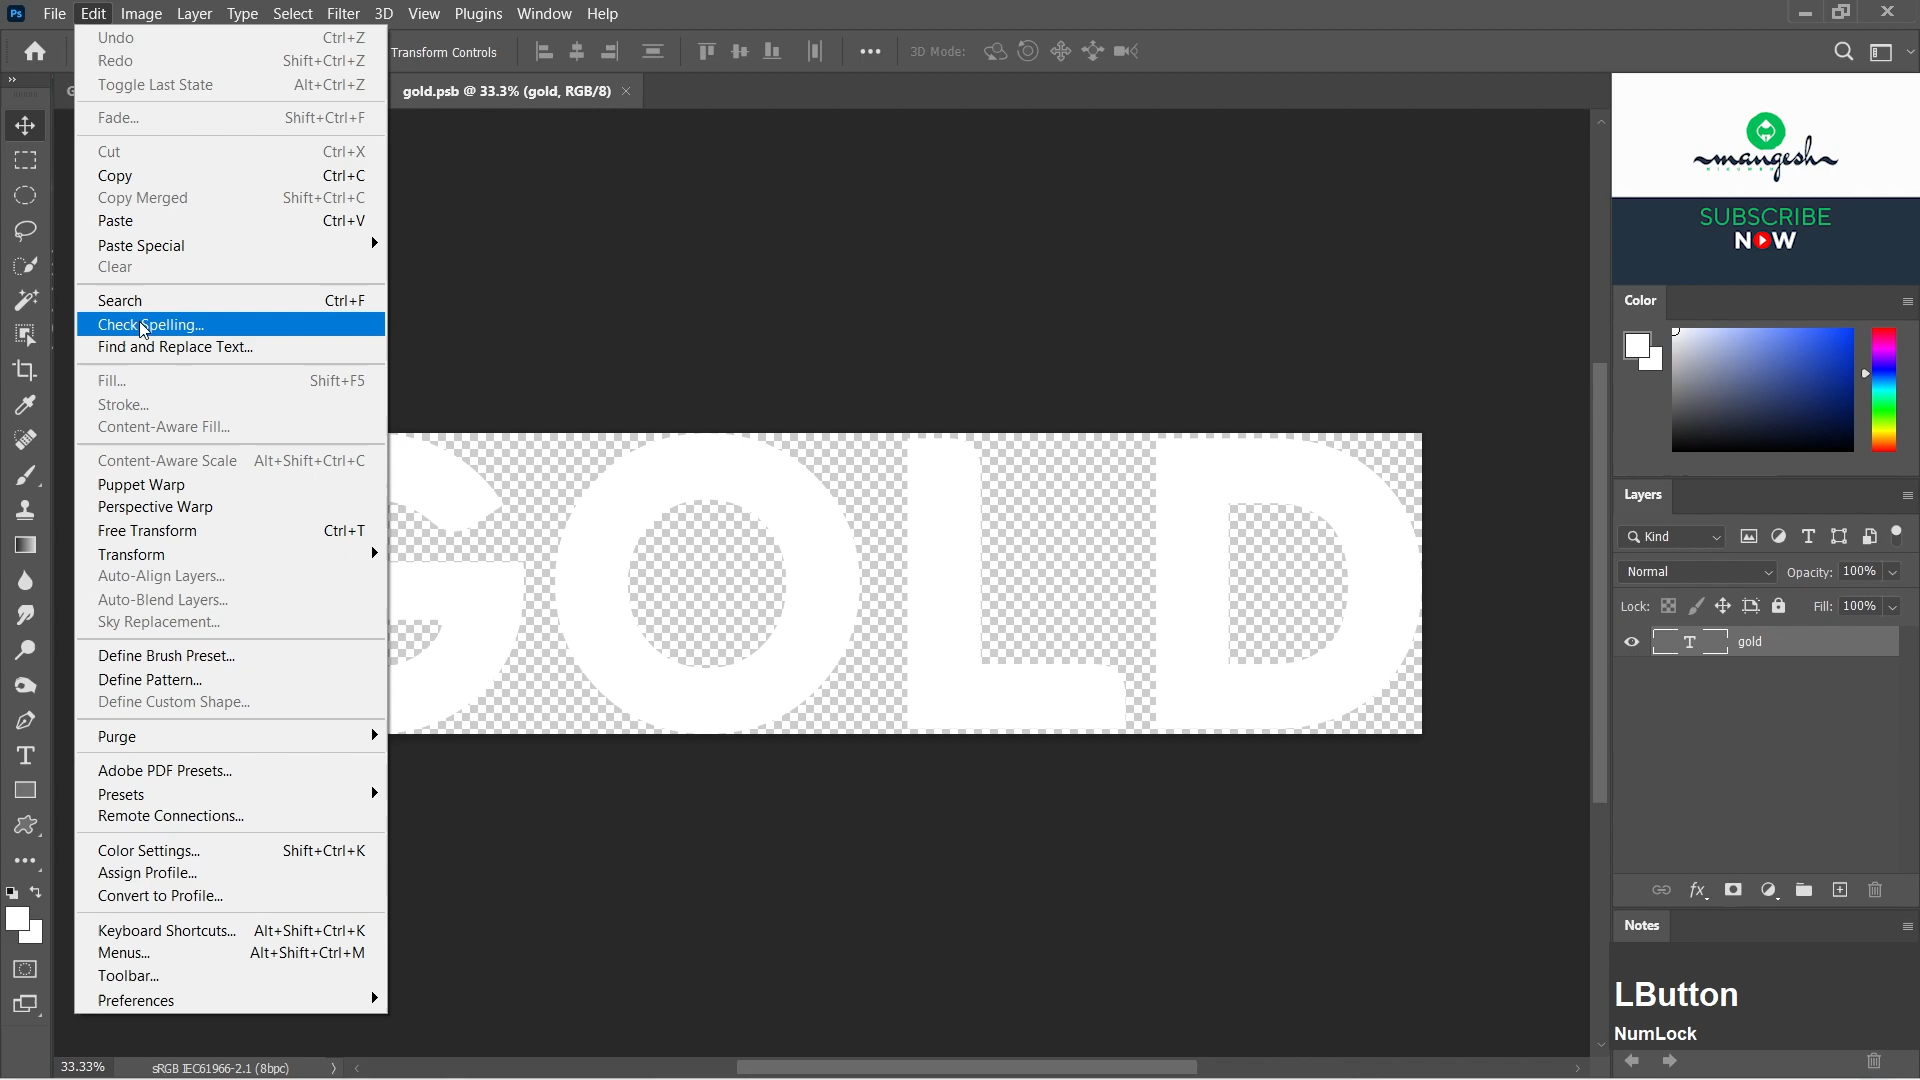 Ps File Edit Image Layer Type Select Filter 3D View Plugins Window Help
Transform Controls 3D Mode:
gold.psb @ 33.3% (gold, RGB/8)
Undo Ctrl+Z
Redo Shift+Ctrl+Z
Toggle Last State Alt+Ctrl+Z
Fade... Shift+Ctrl+F
Cut Ctrl+X
Copy Ctrl+C
Copy Merged Shift+Ctrl+C
Paste Ctrl+V
Paste Special
Clear
Search Ctrl+F
Check Spelling...
Find and Replace Text...
Fill... Shift+F5
Stroke...
Content-Aware Fill...
Content-Aware Scale Alt+Shift+Ctrl+C
Puppet Warp
Perspective Warp
Free Transform Ctrl+T
Transform
Auto-Align Layers...
Auto-Blend Layers...
Sky Replacement...
Define Brush Preset...
Define Pattern...
Define Custom Shape...
Purge
Adobe PDF Presets...
Presets
Remote Connections...
Color Settings... Shift+Ctrl+K
Assign Profile...
Convert to Profile...
Keyboard Shortcuts... Alt+Shift+Ctrl+K
Menus... Alt+Shift+Ctrl+M
Toolbar...
Preferences
GOLD
33.33% sRGB IEC61966-2.1 (8bpc)
mangesh
SUBSCRIBE
NOW
Color
Layers
Kind
Normal Opacity: 100%
Lock: Fill: 100%
T gold
Notes
LButton
NumLock